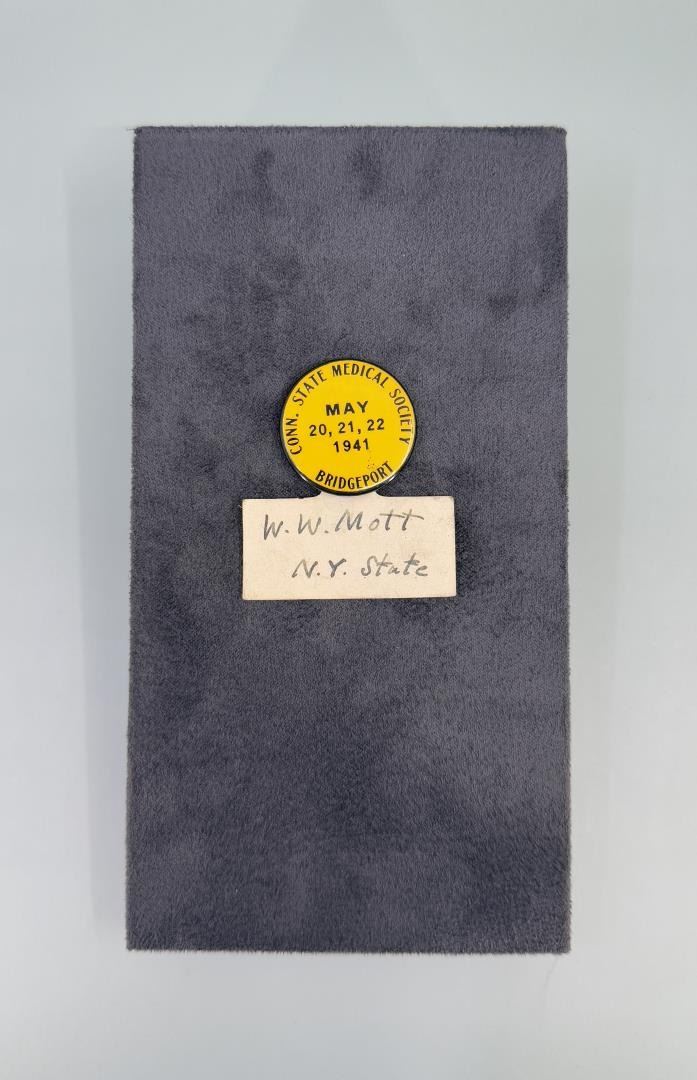 CONN. STATE MEDICAL SOCIETY
MAY
20, 21, 22
1941
BRIDGEPORT
W. W. Mott
N.Y. State